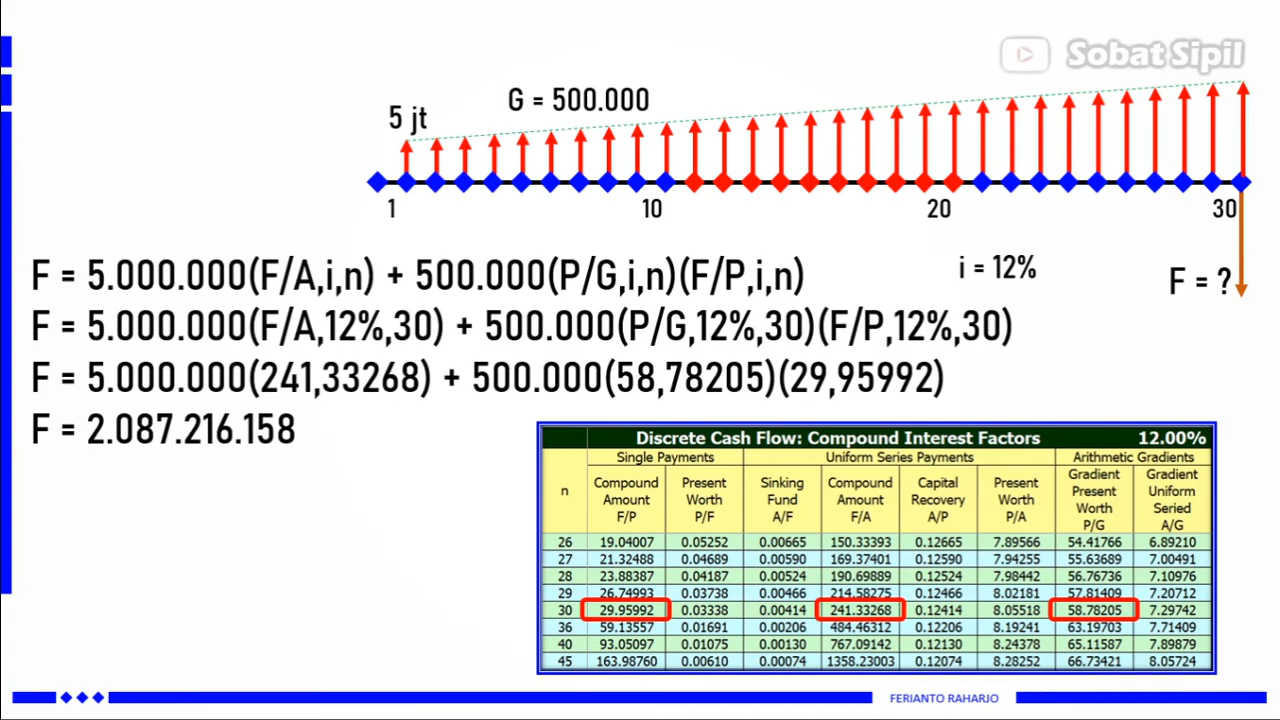 Sobat Sipil
G = 500.000
5 jt
1 10 20 30
i = 12%
F = ?
F = 5.000.000(F/A,i,n) + 500.000(P/G,i,n)(F/P,i,n)
F = 5.000.000(F/A,12%,30) + 500.000(P/G,12%,30)(F/P,12%,30)
F = 5.000.000(241,33268) + 500.000(58,78205)(29,95992)
F = 2.087.216.158
Discrete Cash Flow: Compound Interest Factors 12.00%
Single Payments Uniform Series Payments Arithmetic Gradients
n Compound Amount F/P Present Worth P/F Sinking Fund A/F Compound Amount F/A Capital Recovery A/P Present Worth P/A Gradient Present Worth P/G Gradient Uniform Seried A/G
26 19.04007 0.05252 0.00665 150.33393 0.12665 7.89566 54.41766 6.89210
27 21.32488 0.04689 0.00590 169.37401 0.12590 7.94255 55.63689 7.00491
28 23.88387 0.04187 0.00524 190.69889 0.12524 7.98442 56.76736 7.10976
29 26.74993 0.03738 0.00466 214.58275 0.12466 8.02181 57.81409 7.20712
30 29.95992 0.03338 0.00414 241.33268 0.12414 8.05518 58.78205 7.29742
36 59.13557 0.01691 0.00206 484.46312 0.12206 8.19241 63.19703 7.71409
40 93.05097 0.01075 0.00130 767.09142 0.12130 8.24378 65.11587 7.89879
45 163.98760 0.00610 0.00074 1358.23003 0.12074 8.28252 66.73421 8.05724
FERIANTO RAHARJO